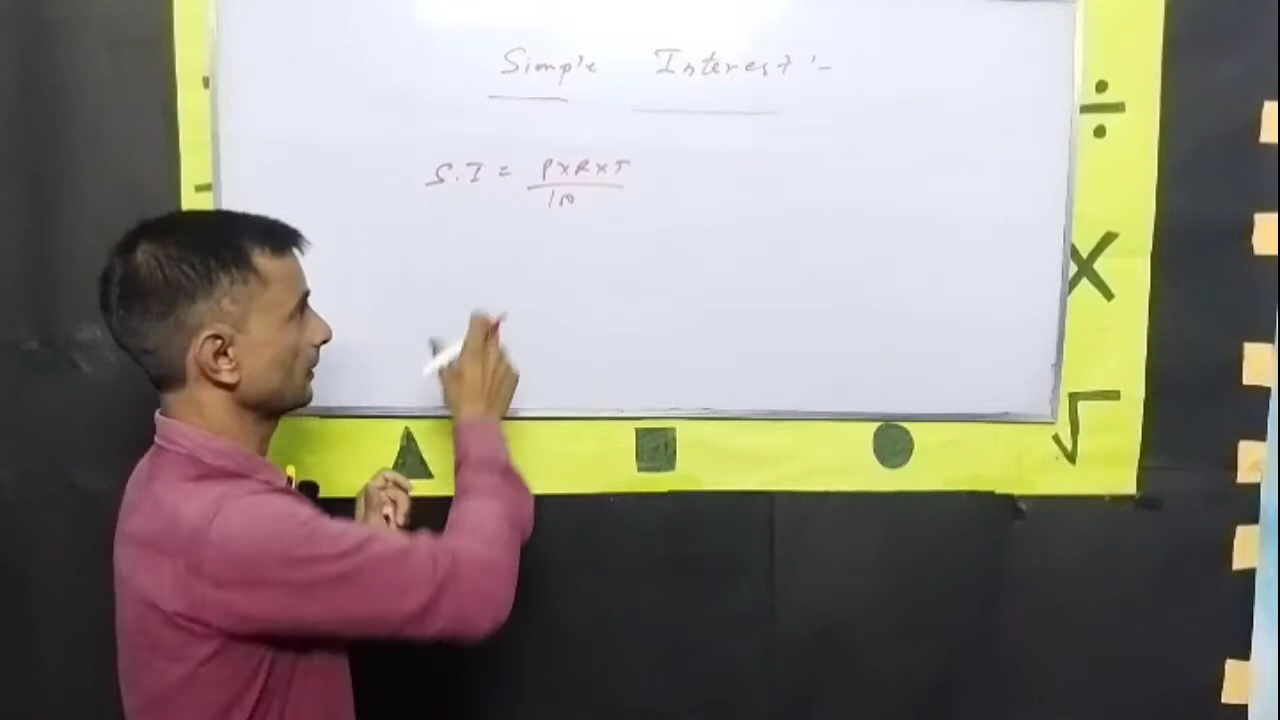 Simple Interest :-
S.I = P×R×T
100